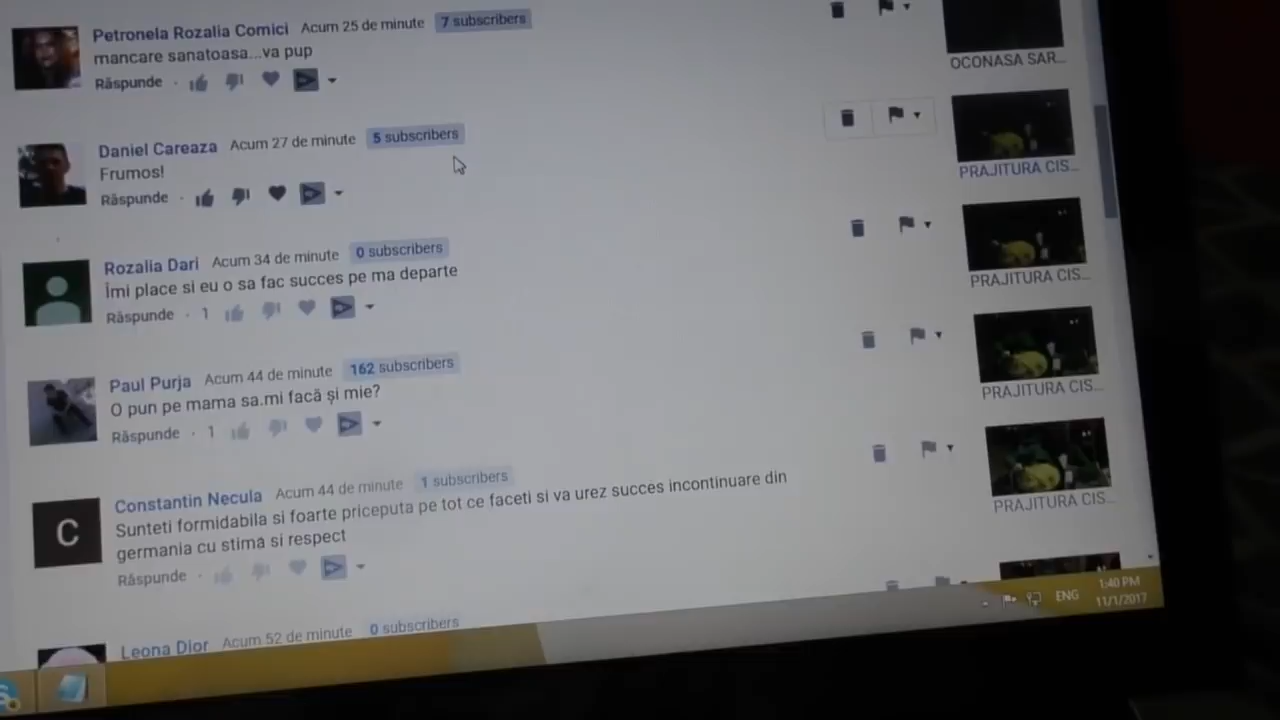 Petronela Rozalia Comici Acum 25 de minute 7 subscribers
mancare sanatoasa...va pup
Răspunde
OCONASA SAR...
Daniel Careaza Acum 27 de minute 5 subscribers
Frumos!
Răspunde
PRAJITURA CIS...
Rozalia Dari Acum 34 de minute 0 subscribers
Îmi place si eu o sa fac succes pe ma departe
Răspunde · 1
PRAJITURA CIS...
Paul Purja Acum 44 de minute 162 subscribers
O pun pe mama sa.mi facă și mie?
Răspunde · 1
PRAJITURA CIS...
Constantin Necula Acum 44 de minute 1 subscribers
Sunteti formidabila si foarte priceputa pe tot ce faceti si va urez succes incontinuare din
germania cu stima si respect
Răspunde
C
PRAJITURA CIS...
Leona Dior Acum 52 de minute 0 subscribers
ENG
1:40 PM
11/1/2017